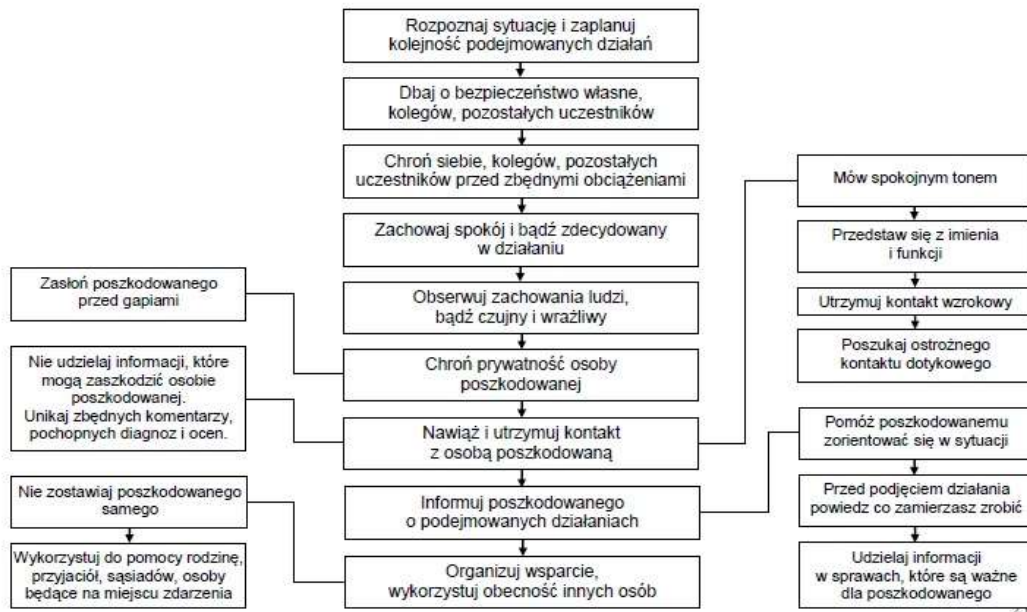 Rozpoznaj sytuację i zaplanuj
kolejność podejmowanych działań
Dbaj o bezpieczeństwo własne,
kolegów, pozostałych uczestników
Chroń siebie, kolegów, pozostałych
uczestników przed zbędnymi obciążeniami
Zachowaj spokój i bądź zdecydowany
w działaniu
Obserwuj zachowania ludzi,
bądź czujny i wrażliwy
Chroń prywatność osoby
poszkodowanej
Nawiąż i utrzymuj kontakt
z osobą poszkodowaną
Informuj poszkodowanego
o podejmowanych działaniach
Organizuj wsparcie,
wykorzystuj obecność innych osób
Zasłoń poszkodowanego
przed gapiami
Nie udzielaj informacji, które
mogą zaszkodzić osobie
poszkodowanej.
Unikaj zbędnych komentarzy,
pochopnych diagnoz i ocen.
Nie zostawiaj poszkodowanego
samego
Wykorzystuj do pomocy rodzinę,
przyjaciół, sąsiadów, osoby
będące na miejscu zdarzenia
Mów spokojnym tonem
Przedstaw się z imienia
i funkcji
Utrzymuj kontakt wzrokowy
Poszukaj ostrożnego
kontaktu dotykowego
Pomóż poszkodowanemu
zorientować się w sytuacji
Przed podjęciem działania
powiedz co zamierzasz zrobić
Udzielaj informacji
w sprawach, które są ważne
dla poszkodowanego